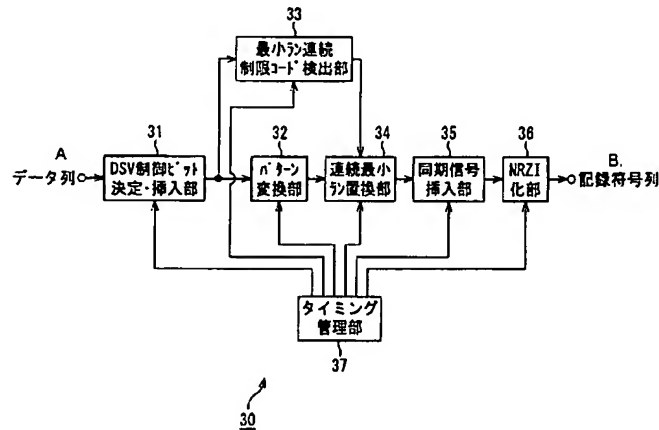 33
最小ラン連続
制限コード検出部
31
32
34
35
36
A
B.
データ列
DSV制御ビット
決定・挿入部
パターン
変換部
連続最小
ラン置換部
同期信号
挿入部
NRZI
化部
記録符号列
タイミング
管理部
37
30